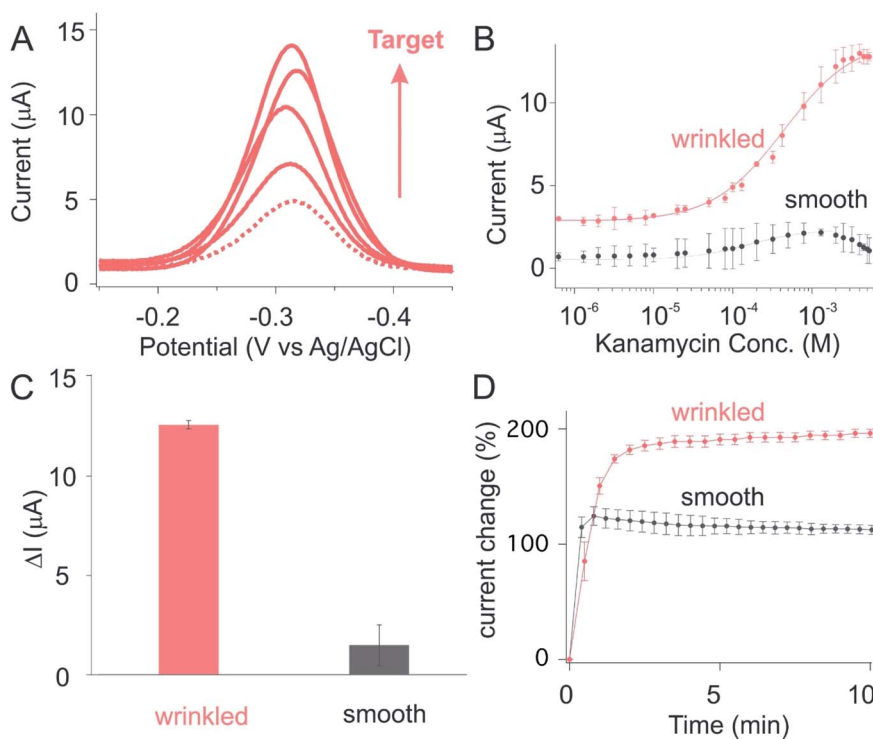 A
Target
15
10
5
0
Current (μA)
-0.2
-0.3
-0.4
Potential (V vs Ag/AgCl)
B
wrinkled
smooth
10
5
0
Current (μA)
10⁻⁶
10⁻⁵
10⁻⁴
10⁻³
Kanamycin Conc. (M)
C
15
10
5
0
ΔI (μA)
wrinkled
smooth
D
wrinkled
smooth
200
100
0
current change (%)
0
5
10
Time (min)